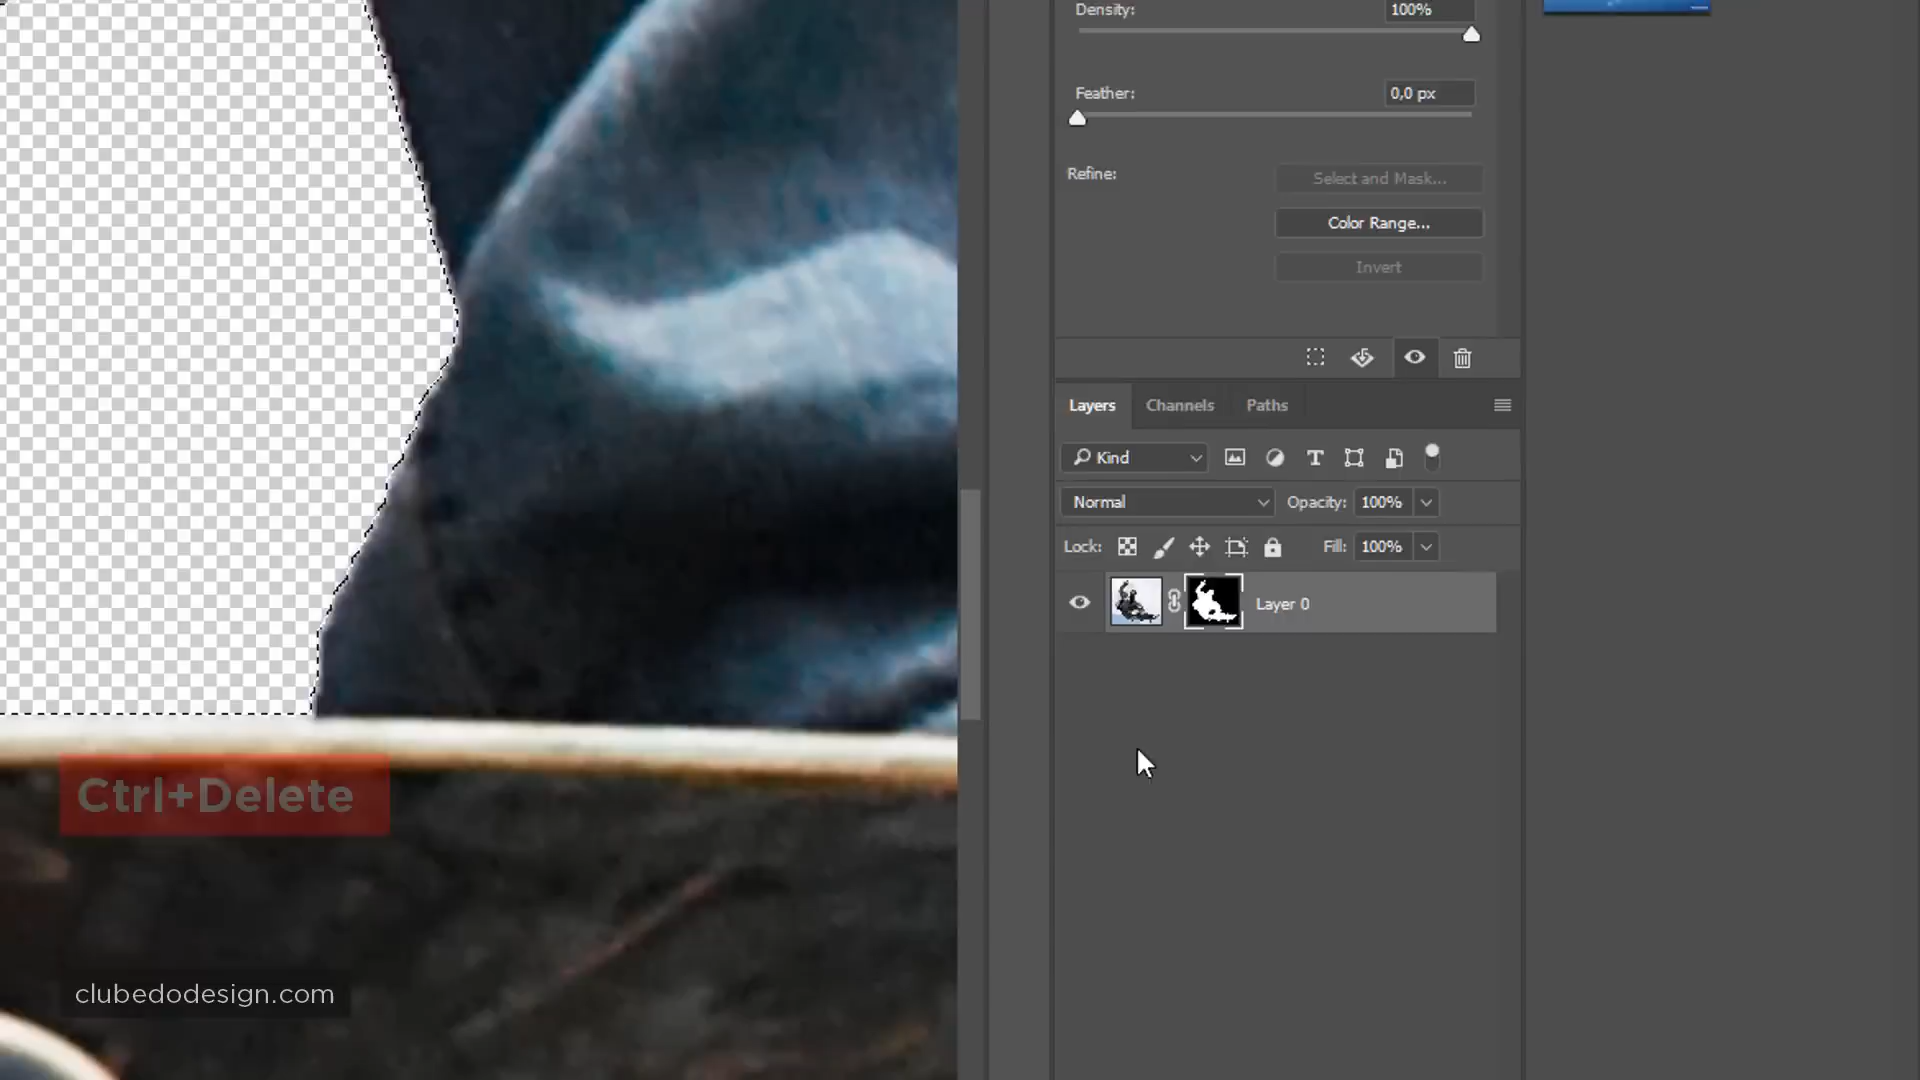 Density:
100%
Feather:
0,0 px
Refine:
Select and Mask...
Color Range...
Invert
Layers
Channels
Paths
Kind
Normal
Opacity: 100%
Lock:
Fill: 100%
Layer 0
Ctrl+Delete
clubedodesign.com